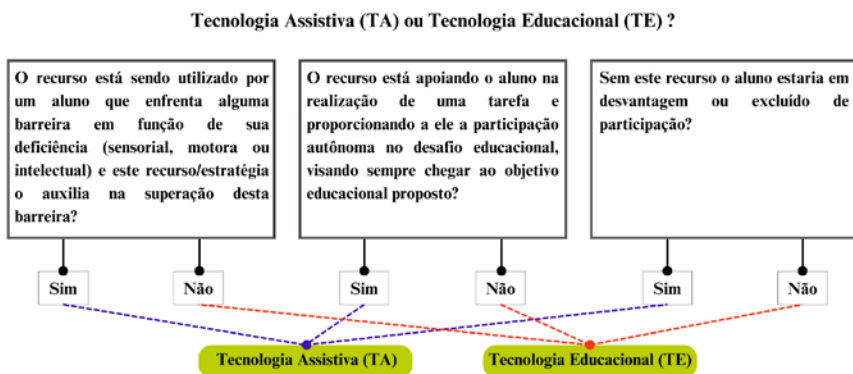 Tecnologia Assistiva (TA) ou Tecnologia Educacional (TE) ?
O recurso está sendo utilizado por
um aluno que enfrenta alguma
barreira em função de sua
deficiência (sensorial, motora ou
intelectual) e este recurso/estratégia
o auxilia na superação desta
barreira?
O recurso está apoiando o aluno na
realização de uma tarefa e
proporcionando a ele a participação
autônoma no desafio educacional,
visando sempre chegar ao objetivo
educacional proposto?
Sem este recurso o aluno estaria em
desvantagem ou excluído de
participação?
Sim
Não
Sim
Não
Sim
Não
Tecnologia Assistiva (TA)
Tecnologia Educacional (TE)